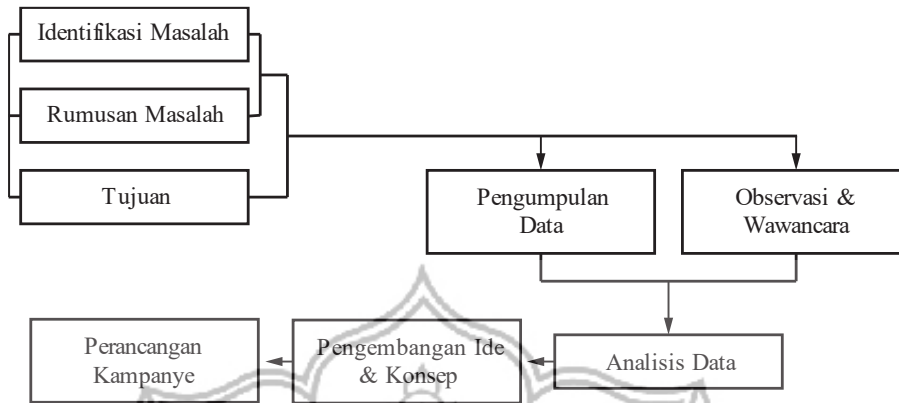 Identifikasi Masalah
Rumusan Masalah
Tujuan
Pengumpulan
Data
Observasi &
Wawancara
Analisis Data
Pengembangan Ide
& Konsep
Perancangan
Kampanye